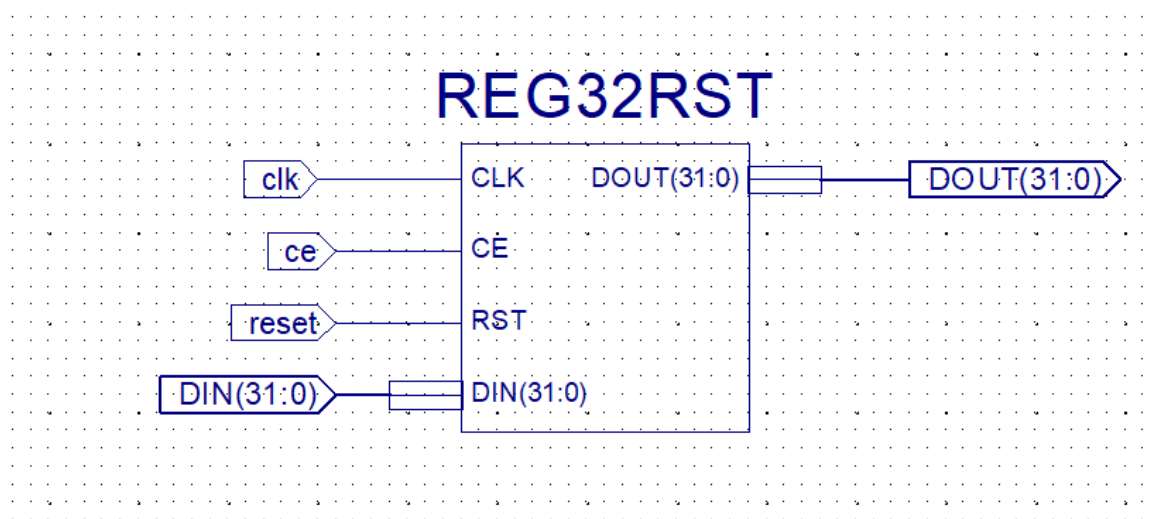 REG32RST
clk
CLK
DOUT(31:0)
DOUT(31:0)
ce
CE
reset
RST
DIN(31:0)
DIN(31:0)